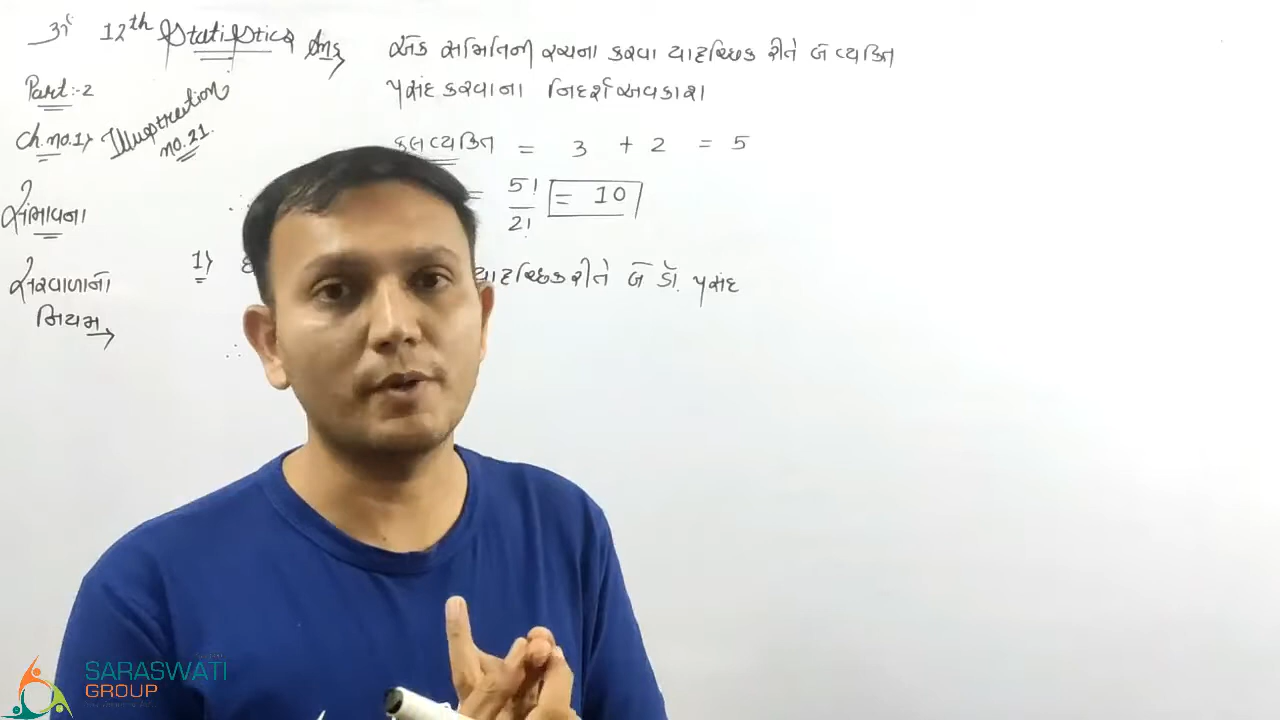 ૐ 12th Statistics
Part:-2
Ch.no.1) Illustration no.21.
સંભાવના
સરવાળાનો
નિયમ →
એક સમિતિની રચના કરવા યાદચ્છિક રીતે બે વ્યક્તિ
પસંદ કરવાના નિદર્શ અવકાશ
કુલ વ્યક્તિ = 3 + 2 = 5
∴ = 5! / 2! = 10
1) યાદચ્છિક રીતે બે ડૉ. પસંદ
∴
SARASWATI
GROUP